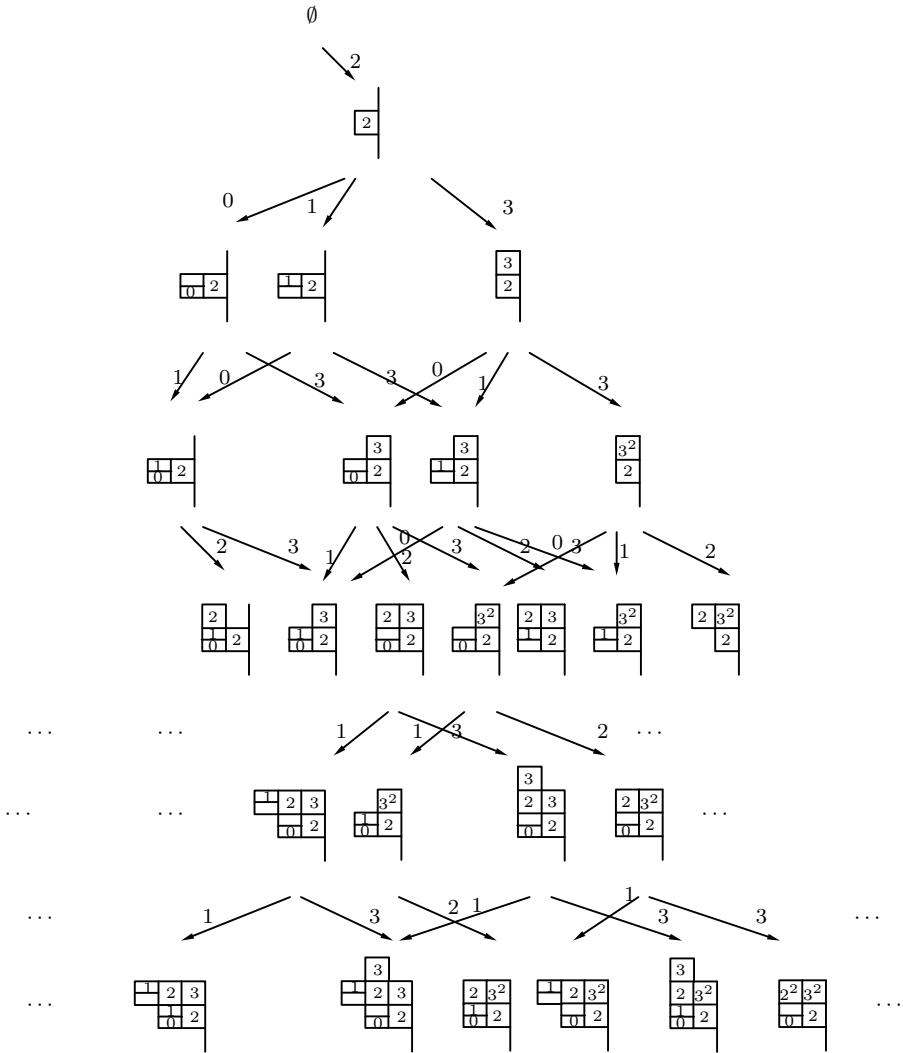 ∅
2
2
0 1 3
3
1
2 2 2
0
1 0 3 3 0 1 3
3 3 3²
1 1
2 2 2 2
0 0
2 3 1 0 2 3 2 0 3 1 2
2 3 2 3 3² 2 3 3² 2 3²
1 1 1 1
2 2 2 2 2 2 2
0 0 0 0
… … 1 1 3 2 …
3
1
2 3 3² 2 3 2 3²
… … 1 …
2 2 2 2
0 0 0 0
… 1 3 2 1 3 1 3 …
3 3
1 1 1
2 3 2 3 2 3² 2 3² 2 3² 2² 3²
… 1 1 1 …
2 2 2 2 2 2
0 0 0 0 0 0